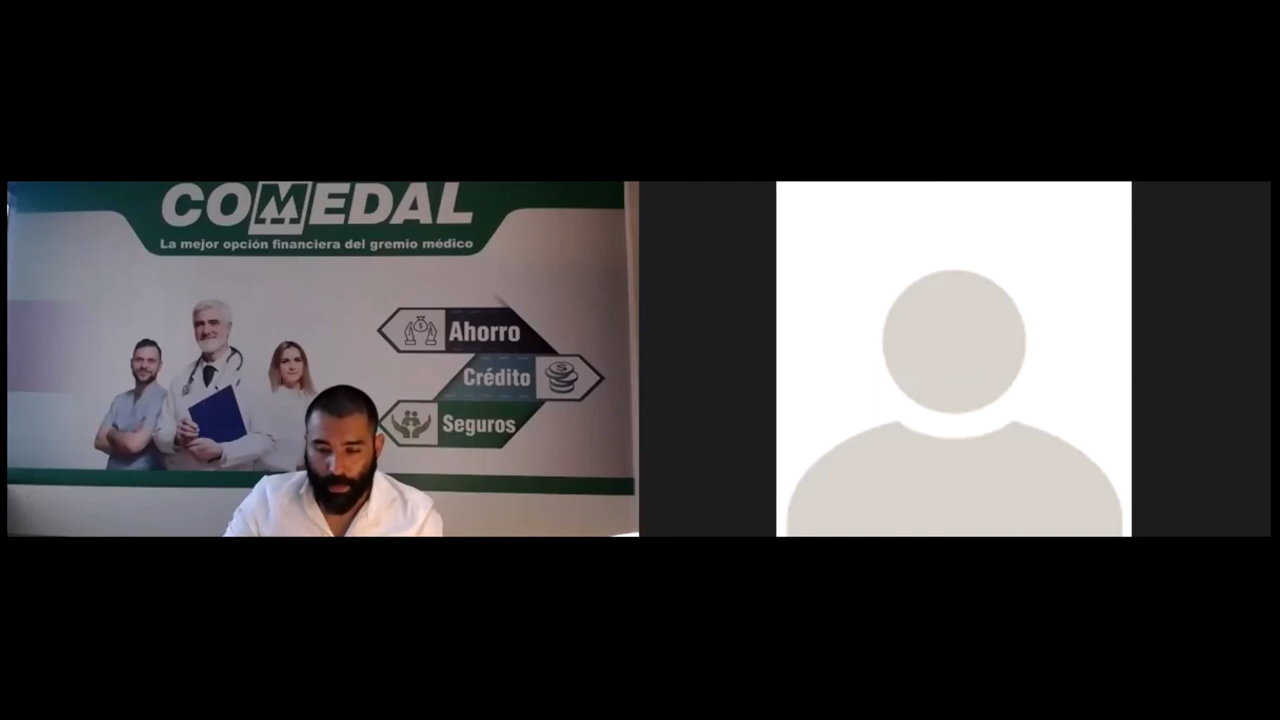 COMEDAL
La mejor opción financiera del gremio médico
Ahorro
Crédito
Seguros